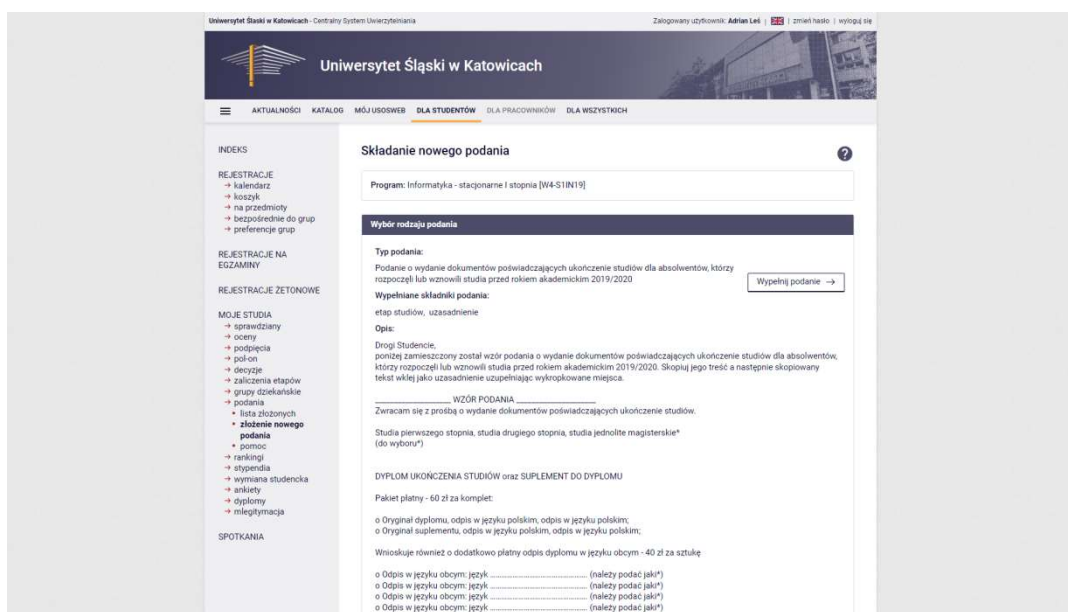 Uniwersytet Śląski w Katowicach - Centralny System Uwierzytelniania
Zalogowany użytkownik: Adrian Leś | | zmień hasło | wyloguj się
Uniwersytet Śląski w Katowicach
AKTUALNOŚCI KATALOG MÓJ USOSWEB DLA STUDENTÓW DLA PRACOWNIKÓW DLA WSZYSTKICH
INDEKS
REJESTRACJE
→ kalendarz
→ koszyk
→ na przedmioty
→ bezpośrednie do grup
→ preferencje grup
REJESTRACJE NA
EGZAMINY
REJESTRACJE ŻETONOWE
MOJE STUDIA
→ sprawdziany
→ oceny
→ podpięcia
→ pol-on
→ decyzje
→ zaliczenia etapów
→ grupy dziekańskie
→ podania
• lista złożonych
• złożenie nowego
podania
• pomoc
→ rankingi
→ stypendia
→ wymiana studencka
→ ankiety
→ dyplomy
→ mlegitymacja
SPOTKANIA
Składanie nowego podania
?
Program: Informatyka - stacjonarne I stopnia [W4-S1IN19]
Wybór rodzaju podania
Typ podania:
Podanie o wydanie dokumentów poświadczających ukończenie studiów dla absolwentów, którzy
rozpoczęli lub wznowili studia przed rokiem akademickim 2019/2020
Wypełnij podanie →
Wypełniane składniki podania:
etap studiów, uzasadnienie
Opis:
Drogi Studencie,
poniżej zamieszczony został wzór podania o wydanie dokumentów poświadczających ukończenie studiów dla absolwentów,
którzy rozpoczęli lub wznowili studia przed rokiem akademickim 2019/2020. Skopiuj jego treść a następnie skopiowany
tekst wklej jako uzasadnienie uzupełniając wykropkowane miejsca.
____________________ WZÓR PODANIA _____________________
Zwracam się z prośbą o wydanie dokumentów poświadczających ukończenie studiów.
Studia pierwszego stopnia, studia drugiego stopnia, studia jednolite magisterskie*
(do wyboru*)
DYPLOM UKOŃCZENIA STUDIÓW oraz SUPLEMENT DO DYPLOMU
Pakiet płatny - 60 zł za komplet:
o Oryginał dyplomu, odpis w języku polskim, odpis w języku polskim;
o Oryginał suplementu, odpis w języku polskim, odpis w języku polskim;
Wnioskuje również o dodatkowo płatny odpis dyplomu w języku obcym - 40 zł za sztukę
o Odpis w języku obcym: język ................................................ (należy podać jaki*)
o Odpis w języku obcym: język ................................................ (należy podać jaki*)
o Odpis w języku obcym: język ................................................ (należy podać jaki*)
o Odpis w języku obcym: język ................................................ (należy podać jaki*)